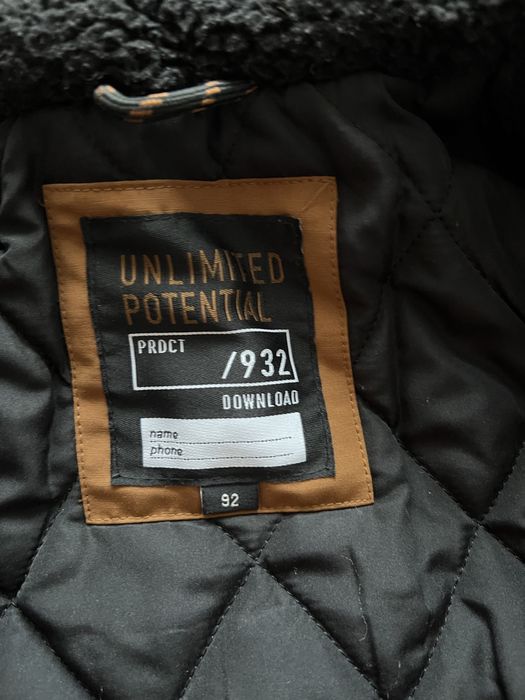 UNLIMITED
POTENTIAL
PRDCT
/932
DOWNLOAD
name
phone
92